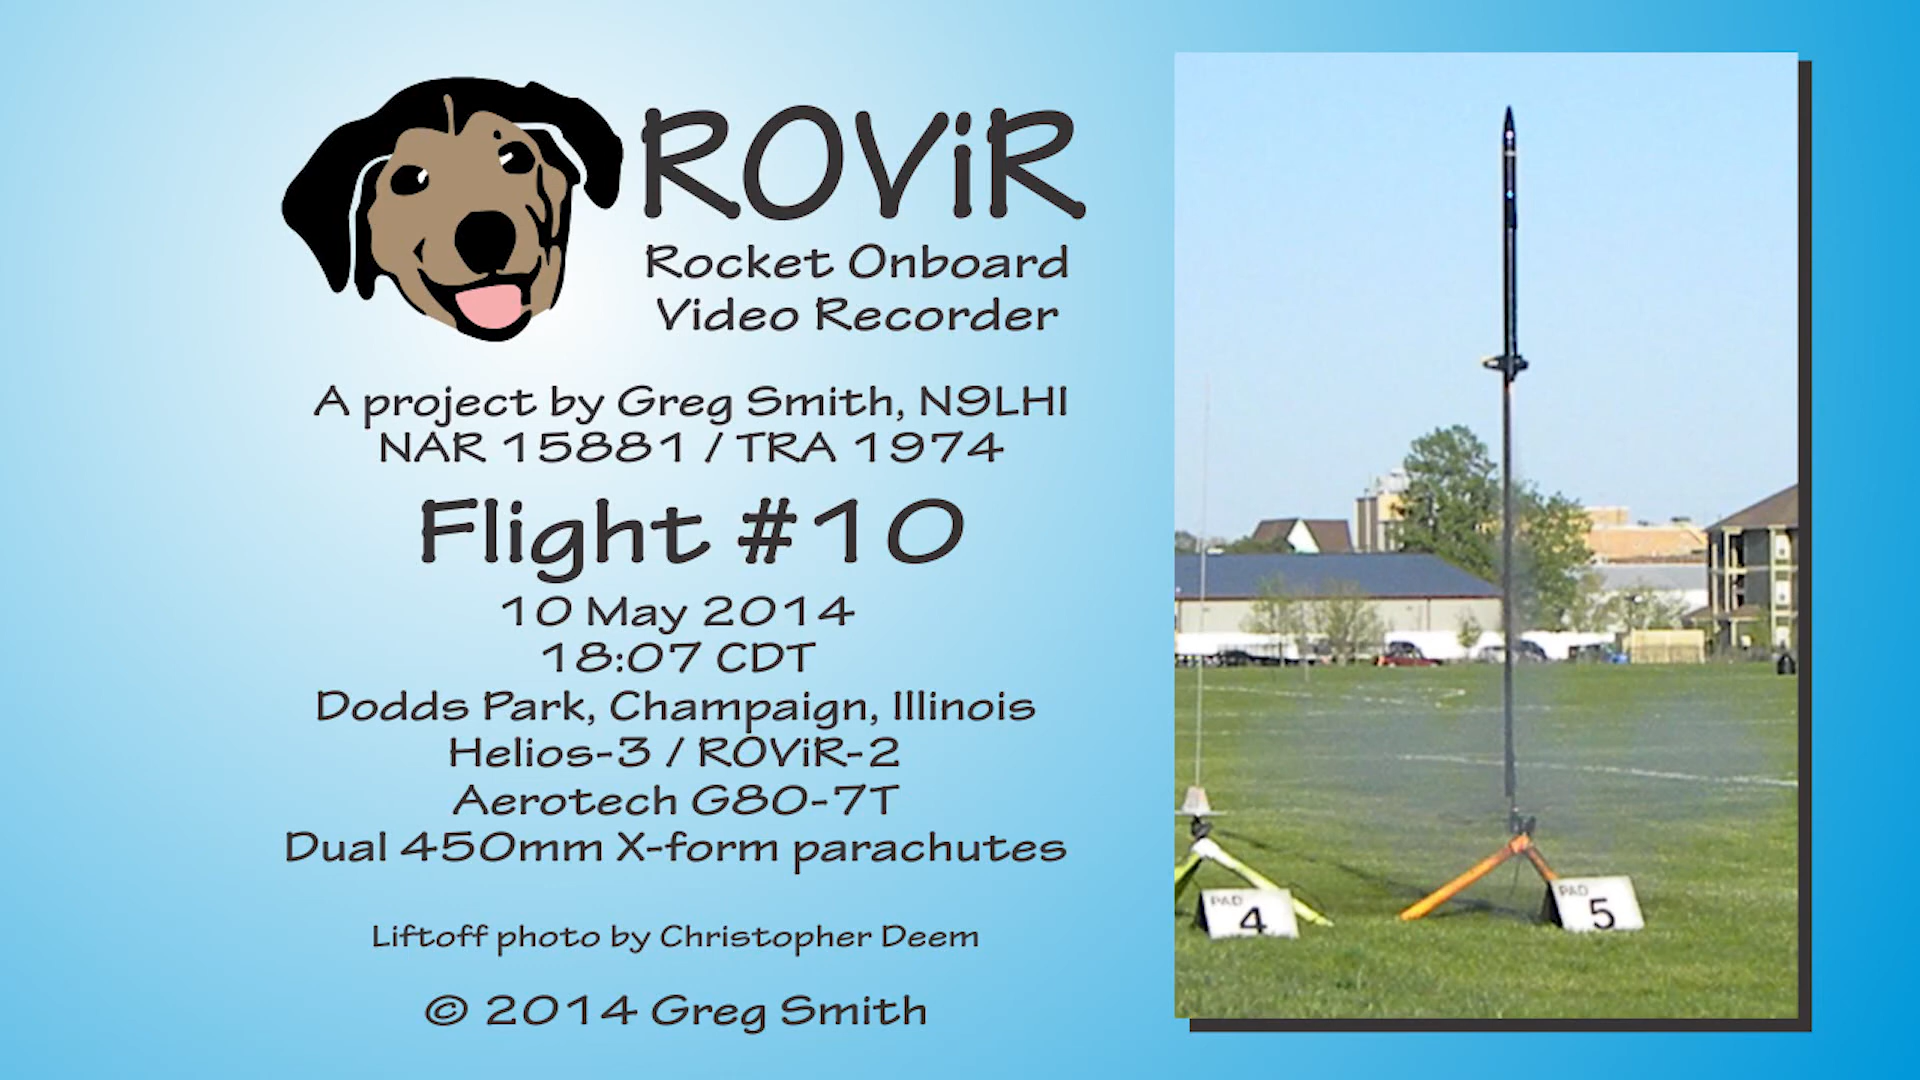 ROViR
Rocket Onboard
Video Recorder
A project by Greg Smith, N9LHI
NAR 15881 / TRA 1974
Flight #10
10 May 2014
18:07 CDT
Dodds Park, Champaign, Illinois
Helios-3 / ROViR-2
Aerotech G80-7T
Dual 450mm X-form parachutes
Liftoff photo by Christopher Deem
© 2014 Greg Smith
PAD
4
PAD
5